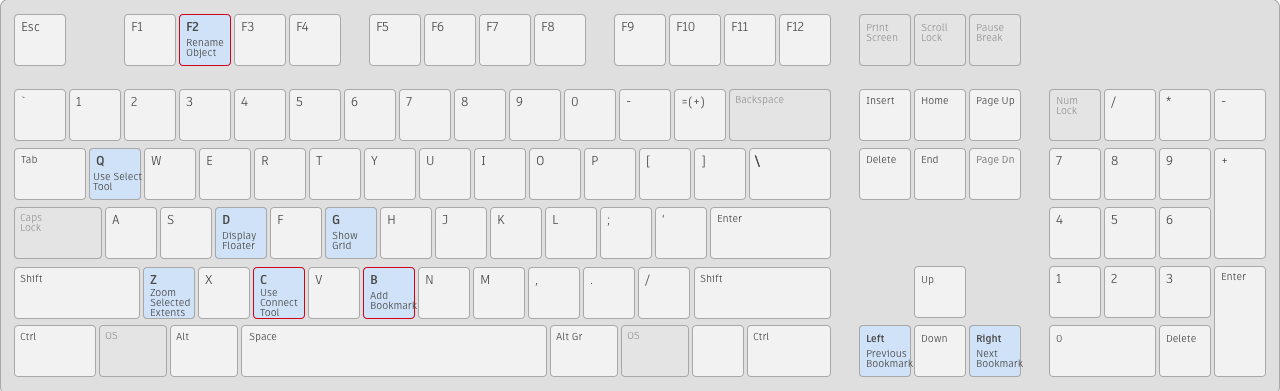 Esc F1 F2 F3 F4 F5 F6 F7 F8 F9 F10 F11 F12 Print Scroll Pause
Rename Screen Lock Break
Object
` 1 2 3 4 5 6 7 8 9 0 - =(+) Backspace Insert Home Page Up Num / * -
Lock
Tab Q W E R T Y U I O P [ ] \ Delete End Page Dn 7 8 9 +
Use Select
Tool
Caps A S D F G H J K L ; ' Enter 4 5 6
Lock Display Show
Floater Grid
Shift Z X C V B N M , . / Shift Up 1 2 3 Enter
Zoom Use Add
Selected Connect Bookmark
Extents Tool
Ctrl OS Alt Space Alt Gr OS Ctrl Left Down Right 0 Delete
Previous Next
Bookmark Bookmark